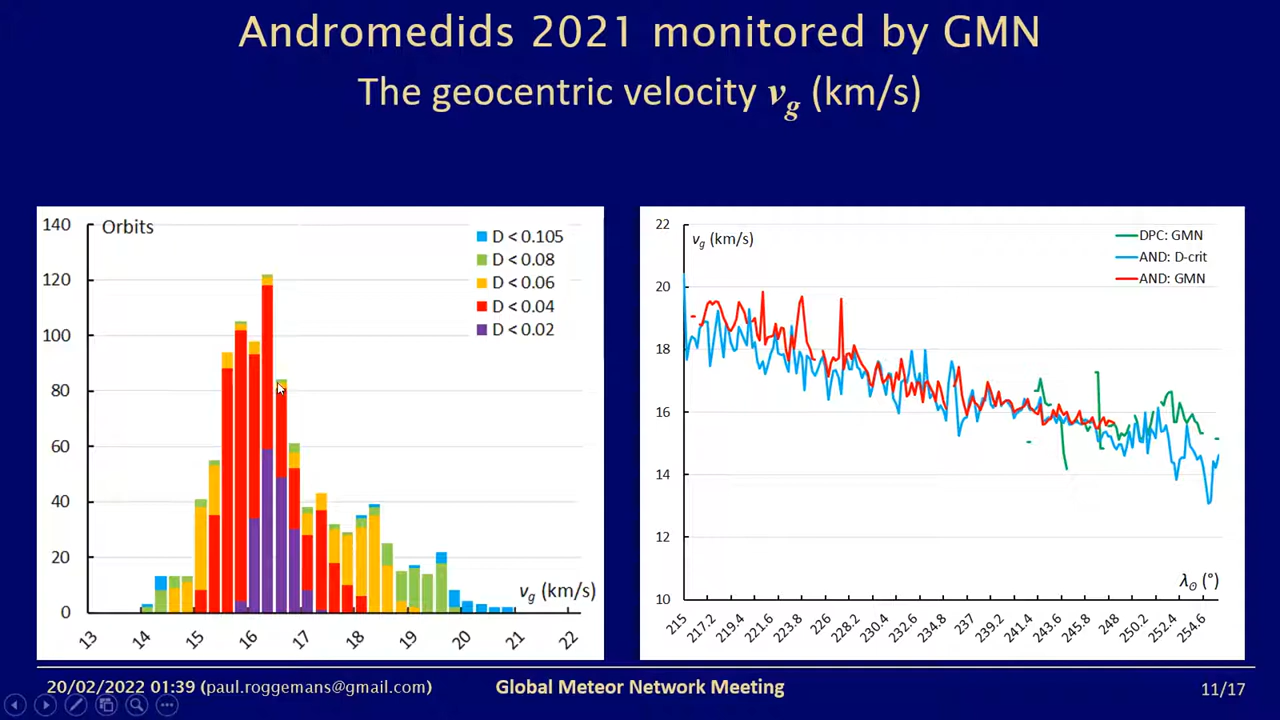 Andromedids 2021 monitored by GMN
The geocentric velocity vg (km/s)
Orbits
140
120
100
80
60
40
20
0
D < 0.105
D < 0.08
D < 0.06
D < 0.04
D < 0.02
vg (km/s)
13 14 15 16 17 18 19 20 21 22
vg (km/s)
22
20
18
16
14
12
10
DPC: GMN
AND: D-crit
AND: GMN
λ⊙ (°)
215 217.2 219.4 221.6 223.8 226 228.2 230.4 232.6 234.8 237 239.2 241.4 243.6 245.8 248 250.2 252.4 254.6
20/02/2022 01:39 (paul.roggemans@gmail.com)
Global Meteor Network Meeting
11/17